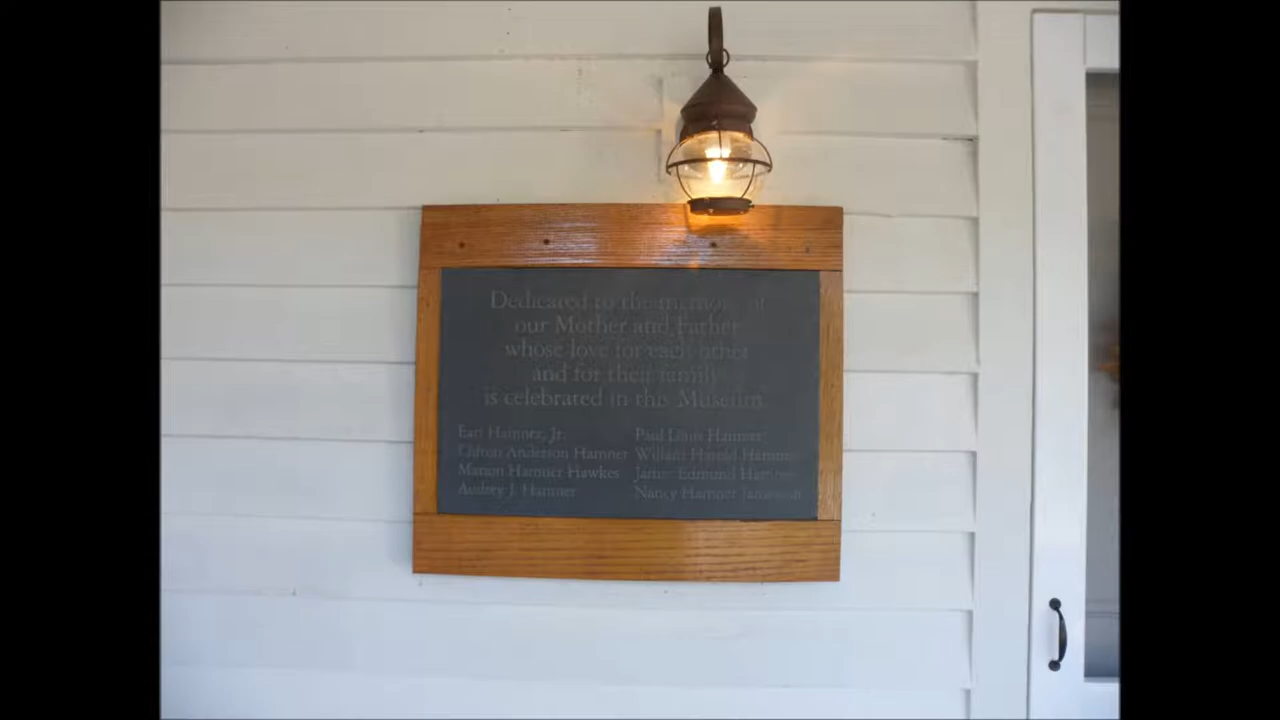 Dedicated to the memory of
our Mother and Father
whose love for each other
and for their family
is celebrated in this Museum
Earl Hamner, Jr.
Clifton Anderson Hamner
Marion Hamner Hawkes
Audrey J. Hamner
Paul Louis Hamner
Willard Harold Hamner
James Edmund Hamner
Nancy Hamner Jamerson